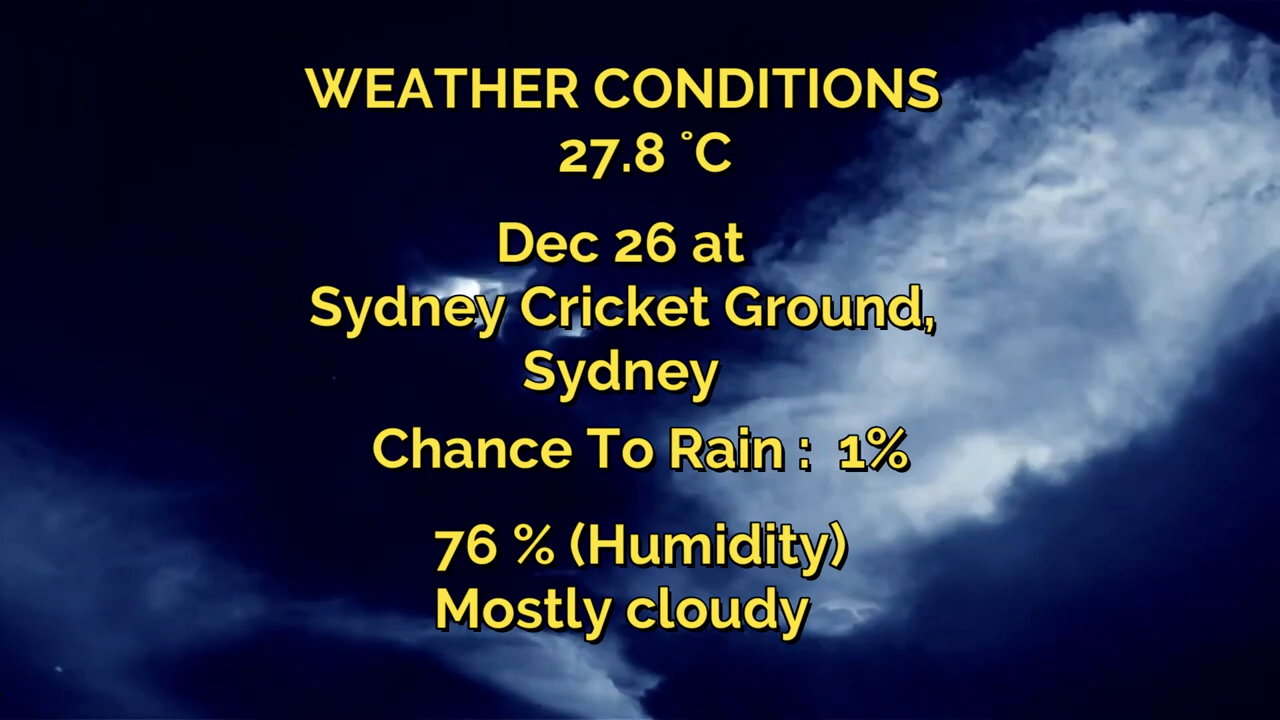 WEATHER CONDITIONS
27.8 °C
Dec 26 at
Sydney Cricket Ground,
Sydney
Chance To Rain : 1%
76 % (Humidity)
Mostly cloudy